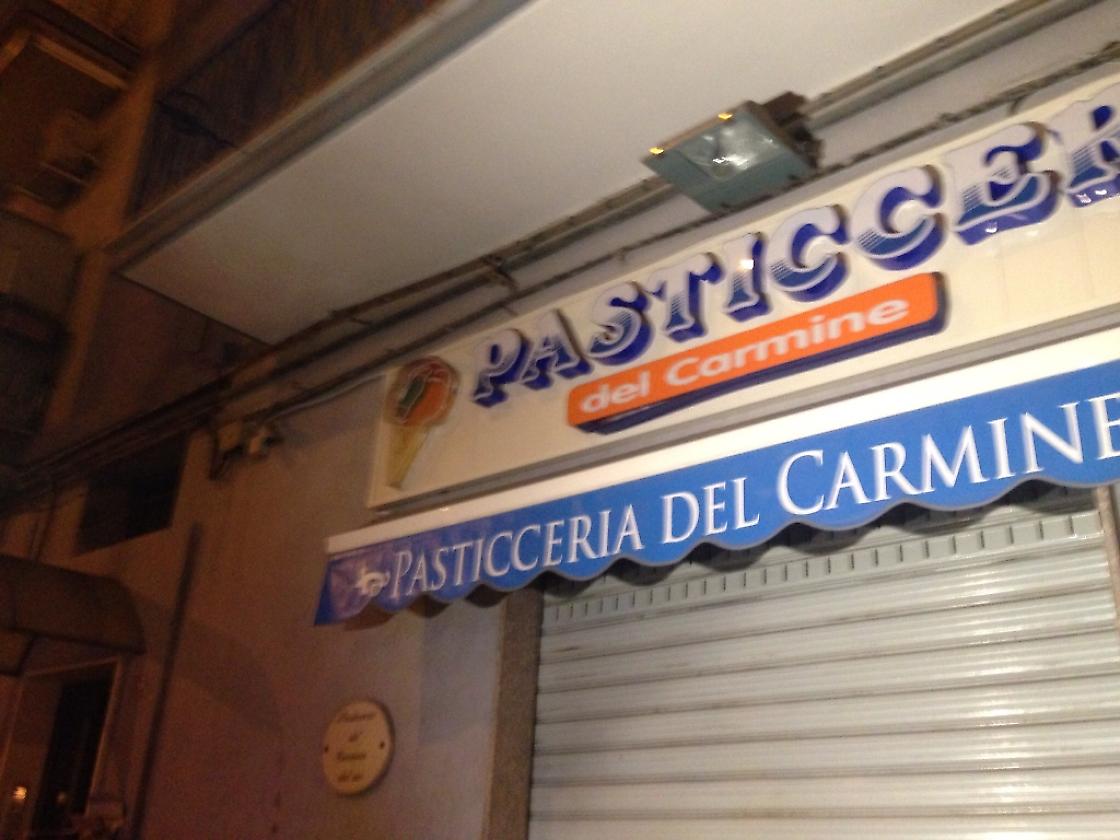 PASTICCER
del Carmine
PASTICCERIA DEL CARMINE